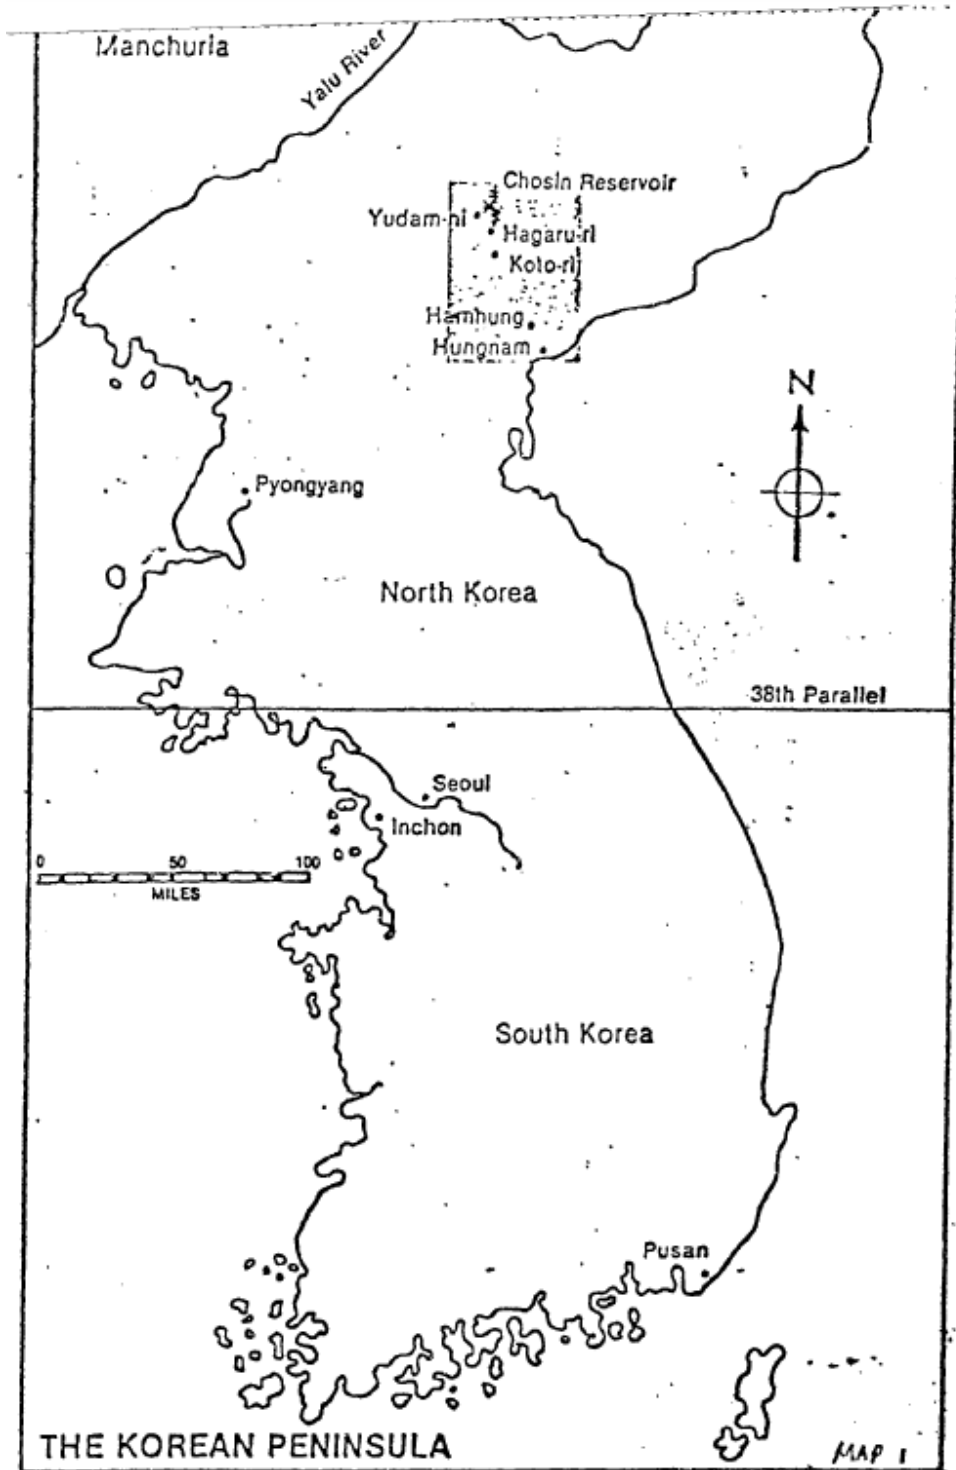 Manchuria
Yalu River
Chosin Reservoir
Yudam-ni
Hagaru-ri
Koto-ri
Hamhung
Hungnam
N
Pyongyang
North Korea
38th Parallel
Seoul
Inchon
0 50 100
MILES
South Korea
Pusan
THE KOREAN PENINSULA
MAP 1